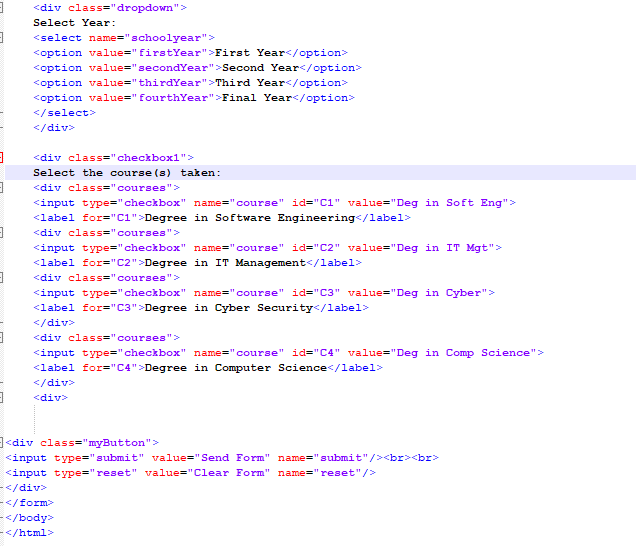 <div class="dropdown">
Select Year:
<select name="schoolyear">
<option value="firstYear">First Year</option>
<option value="secondYear">Second Year</option>
<option value="thirdYear">Third Year</option>
<option value="fourthYear">Final Year</option>
</select>
</div>
<div class="checkbox1">
Select the course(s) taken:
<div class="courses">
<input type="checkbox" name="course" id="C1" value="Deg in Soft Eng">
<label for="C1">Degree in Software Engineering</label>
<div class="courses">
<input type="checkbox" name="course" id="C2" value="Deg in IT Mgt">
<label for="C2">Degree in IT Management</label>
<div class="courses">
<input type="checkbox" name="course" id="C3" value="Deg in Cyber">
<label for="C3">Degree in Cyber Security</label>
</div>
<div class="courses">
<input type="checkbox" name="course" id="C4" value="Deg in Comp Science">
<label for="C4">Degree in Computer Science</label>
</div>
<div>
<div class="myButton">
<input type="submit" value="Send Form" name="submit"/><br><br>
<input type="reset" value="Clear Form" name="reset"/>
</div>
</form>
</body>
</html>